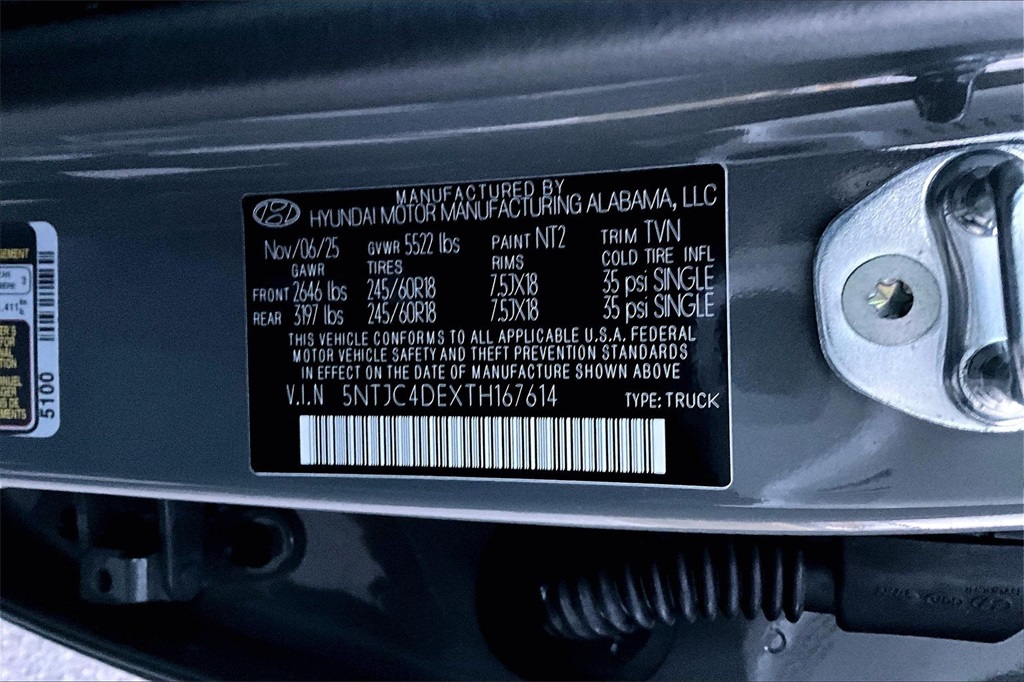 MANUFACTURED BY
HYUNDAI MOTOR MANUFACTURING ALABAMA, LLC
Nov/06/25 GVWR 5522 lbs PAINT NT2 TRIM TVN
GAWR TIRES RIMS COLD TIRE INFL
FRONT 2646 lbs 245/60R18 7.5JX18 35 psi SINGLE
REAR 3197 lbs 245/60R18 7.5JX18 35 psi SINGLE
THIS VEHICLE CONFORMS TO ALL APPLICABLE U.S.A. FEDERAL
MOTOR VEHICLE SAFETY AND THEFT PREVENTION STANDARDS
IN EFFECT ON THE DATE OF MANUFACTURE SHOWN ABOVE
V.I.N 5NTJC4DEXTH167614 TYPE: TRUCK
5100